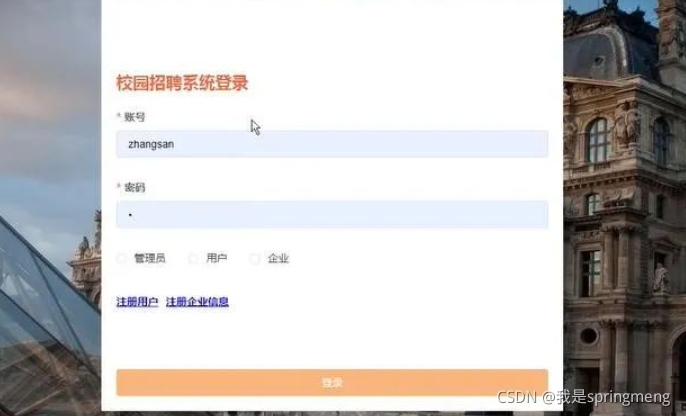 校园招聘系统登录
* 账号
zhangsan
* 密码
•
管理员 用户 企业
注册用户 注册企业信息
登录
CSDN @我是springmeng